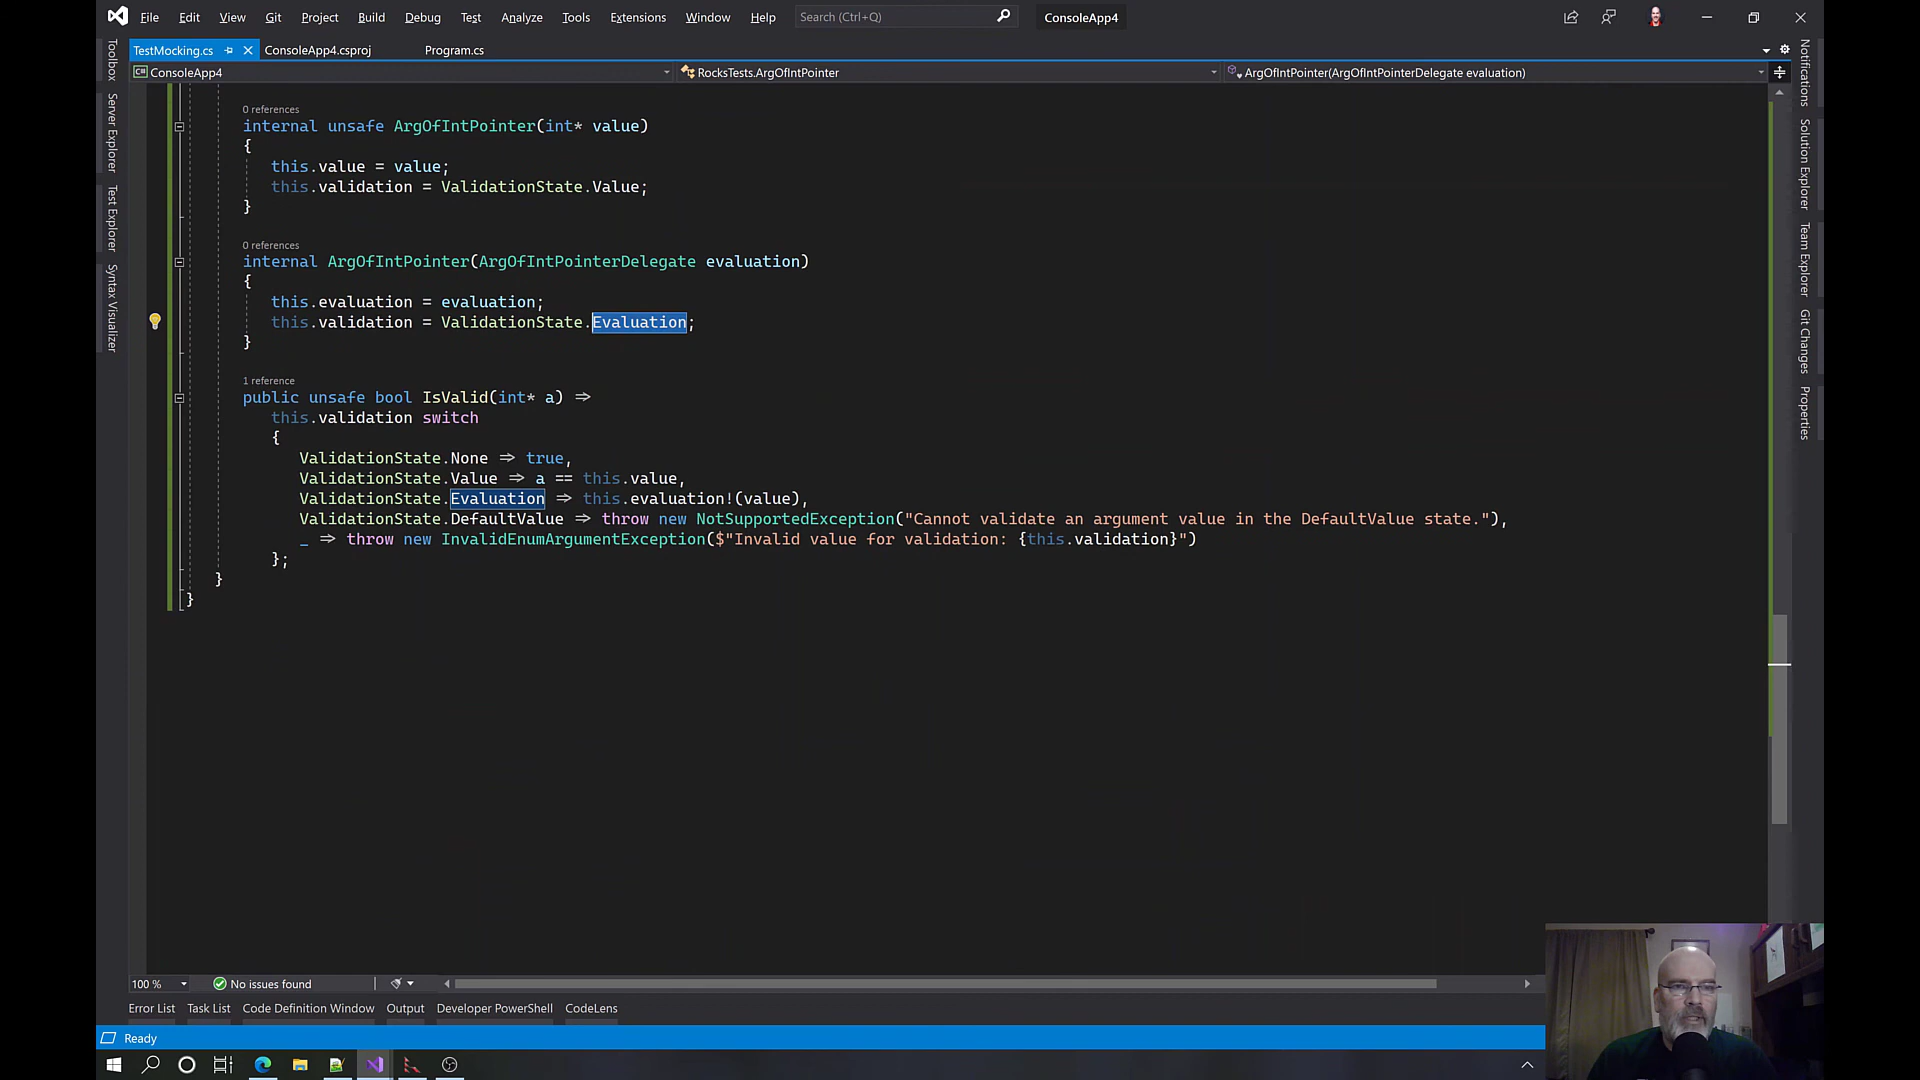 File Edit View Git Project Build Debug Test Analyze Tools Extensions Window Help Search (Ctrl+Q) ConsoleApp4
TestMocking.cs ConsoleApp4.csproj Program.cs
ConsoleApp4 RocksTests.ArgOfIntPointer ArgOfIntPointer(ArgOfIntPointerDelegate evaluation)
Toolbox
Server Explorer
Test Explorer
Syntax Visualizer
0 references
internal unsafe ArgOfIntPointer(int* value)
{
this.value = value;
this.validation = ValidationState.Value;
}
0 references
internal ArgOfIntPointer(ArgOfIntPointerDelegate evaluation)
{
this.evaluation = evaluation;
this.validation = ValidationState.Evaluation;
}
1 reference
public unsafe bool IsValid(int* a) =>
this.validation switch
{
ValidationState.None => true,
ValidationState.Value => a == this.value,
ValidationState.Evaluation => this.evaluation!(value),
ValidationState.DefaultValue => throw new NotSupportedException("Cannot validate an argument value in the DefaultValue state."),
_ => throw new InvalidEnumArgumentException($"Invalid value for validation: {this.validation}")
};
}
}
Notifications
Solution Explorer
Team Explorer
Git Changes
Properties
100 % No issues found
Error List Task List Code Definition Window Output Developer PowerShell CodeLens
Ready